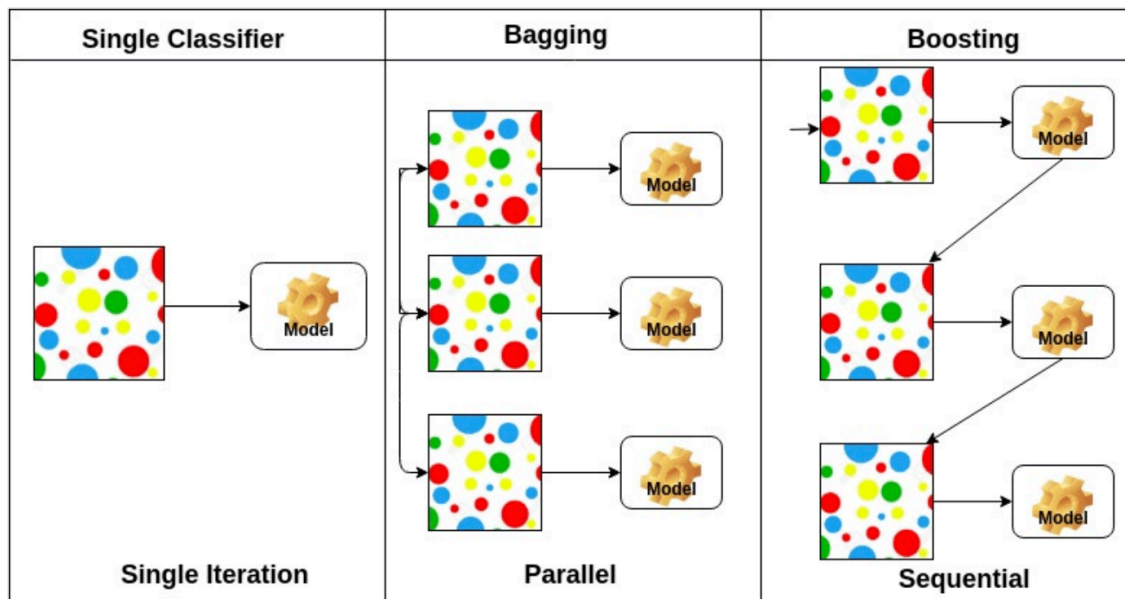 Single Classifier
Bagging
Boosting
Model
Model
Model
Model
Model
Model
Model
Single Iteration
Parallel
Sequential